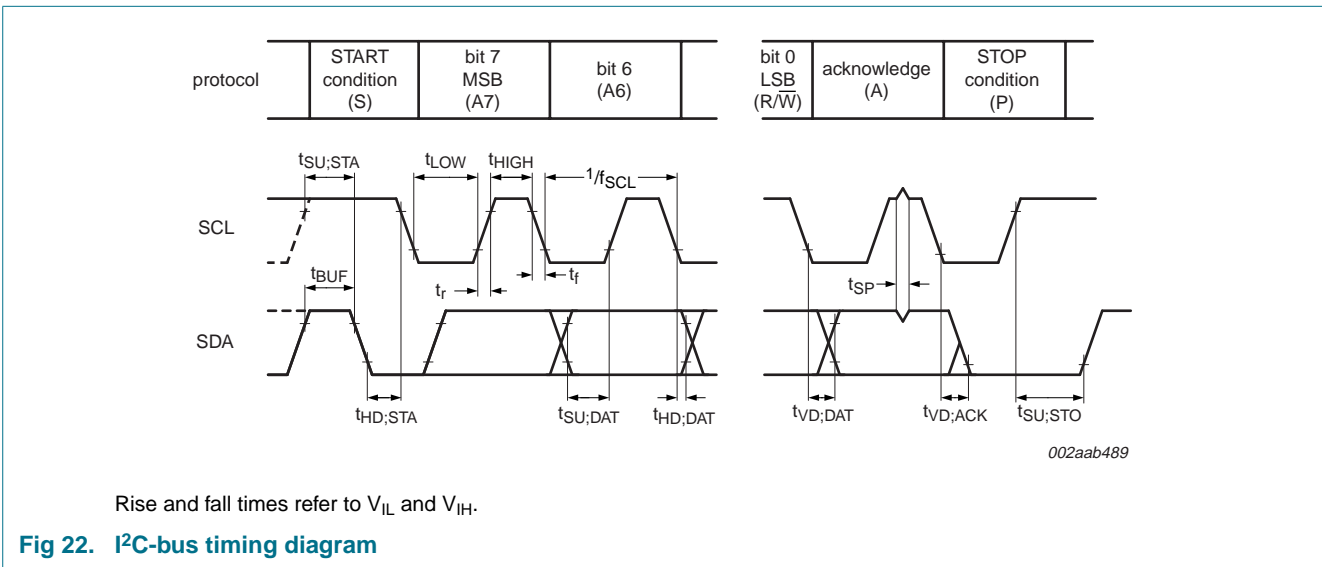 protocol
START
condition
(S)
bit 7
MSB
(A7)
bit 6
(A6)
bit 0
LSB
(R/W̅)
acknowledge
(A)
STOP
condition
(P)
tSU;STA
tLOW
tHIGH
1/fSCL
SCL
tBUF
tr
tf
tSP
SDA
tHD;STA
tSU;DAT
tHD;DAT
tVD;DAT
tVD;ACK
tSU;STO
002aab489
Rise and fall times refer to VIL and VIH.
Fig 22. I²C-bus timing diagram